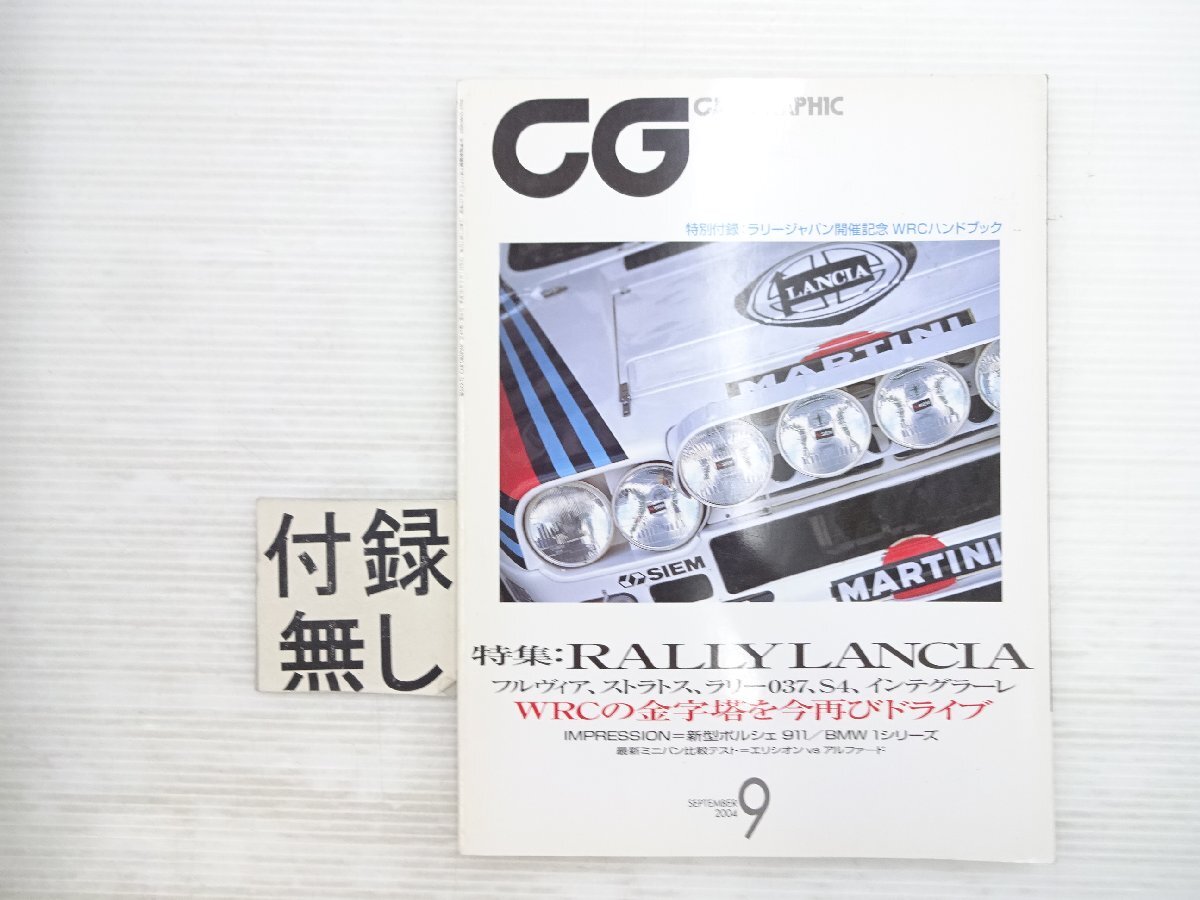 CG
特別付録：ラリージャパン開催記念 WRCハンドブック
LANCIA
MARTINI
SIEM
MARTINI
特集：RALLY LANCIA
フルヴィア、ストラトス、ラリー037、S4、インテグラーレ
WRCの金字塔を今再びドライブ
IMPRESSION＝新型ポルシェ 911／BMW 1シリーズ
最新ミニバン比較テスト＝エリシオン vs アルファード
SEPTEMBER
2004
9
付録
無し